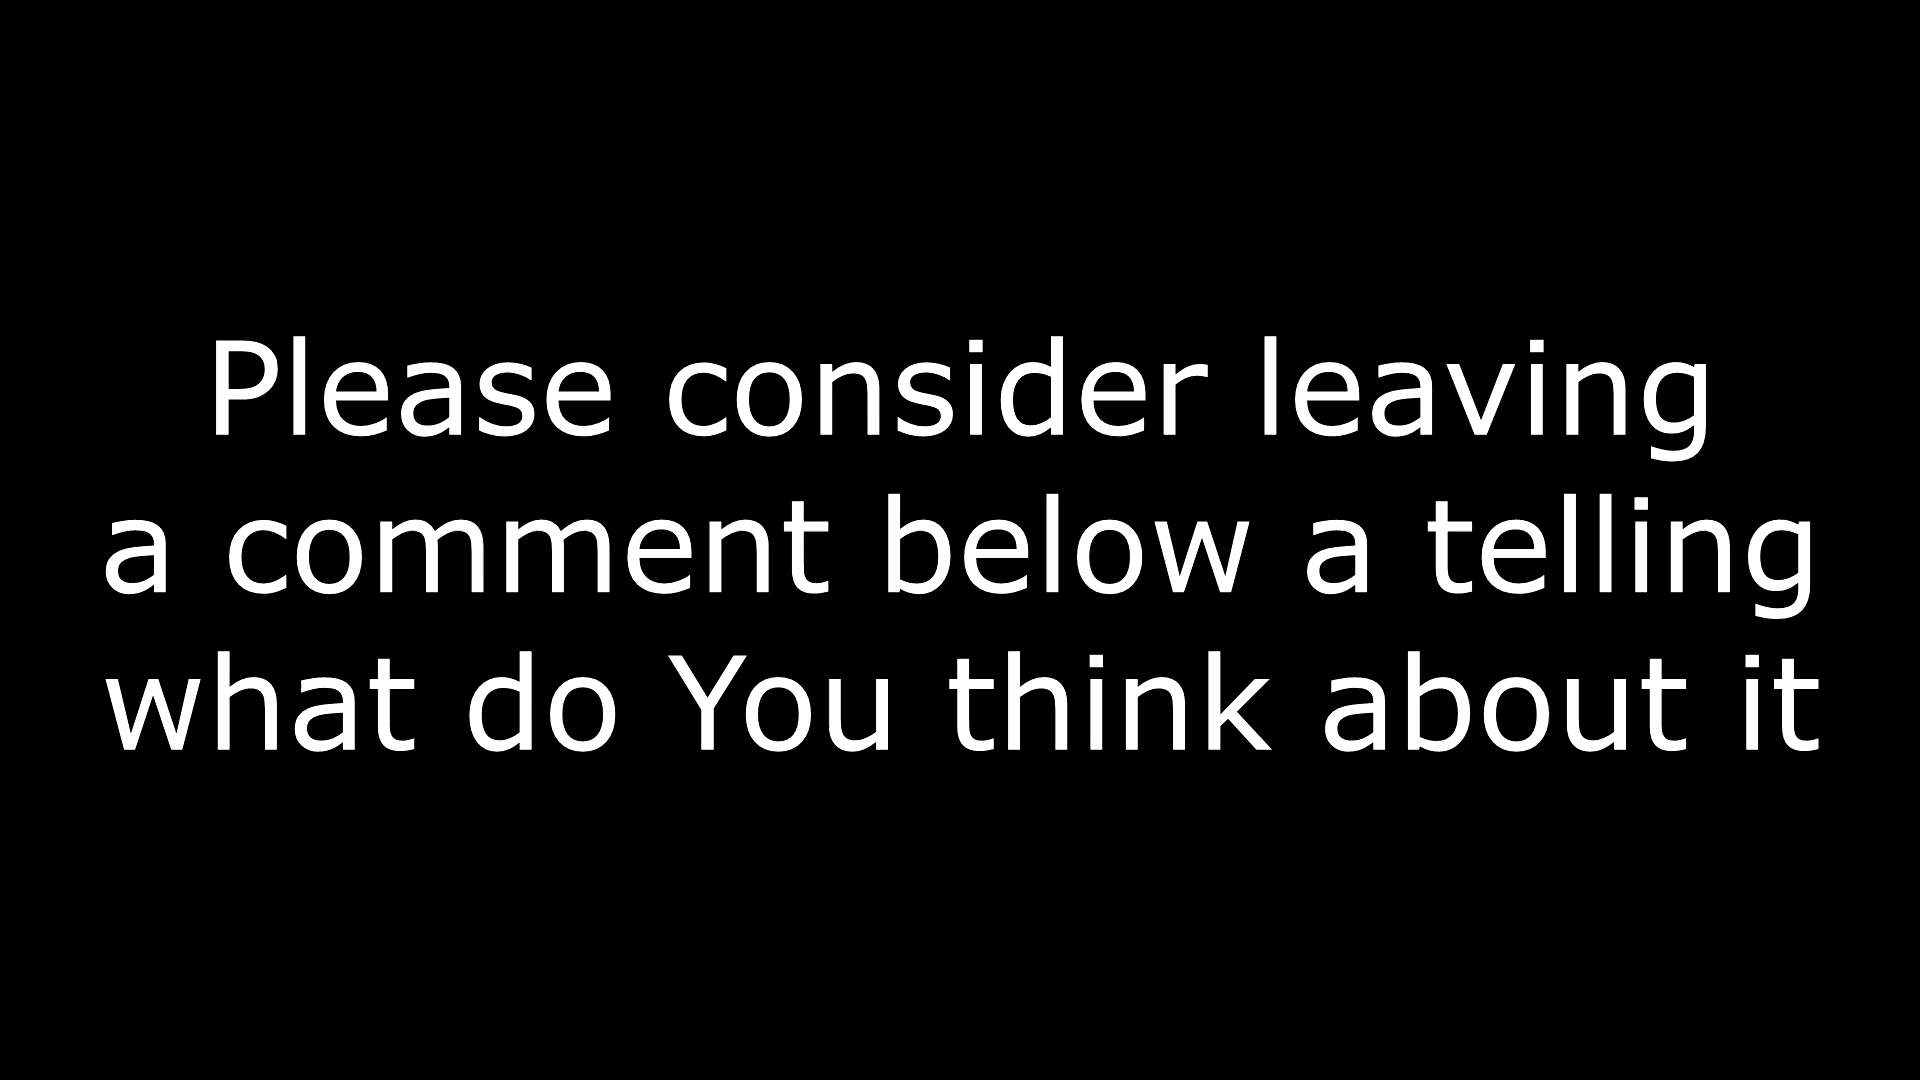 Please consider leaving
a comment below a telling
what do You think about it